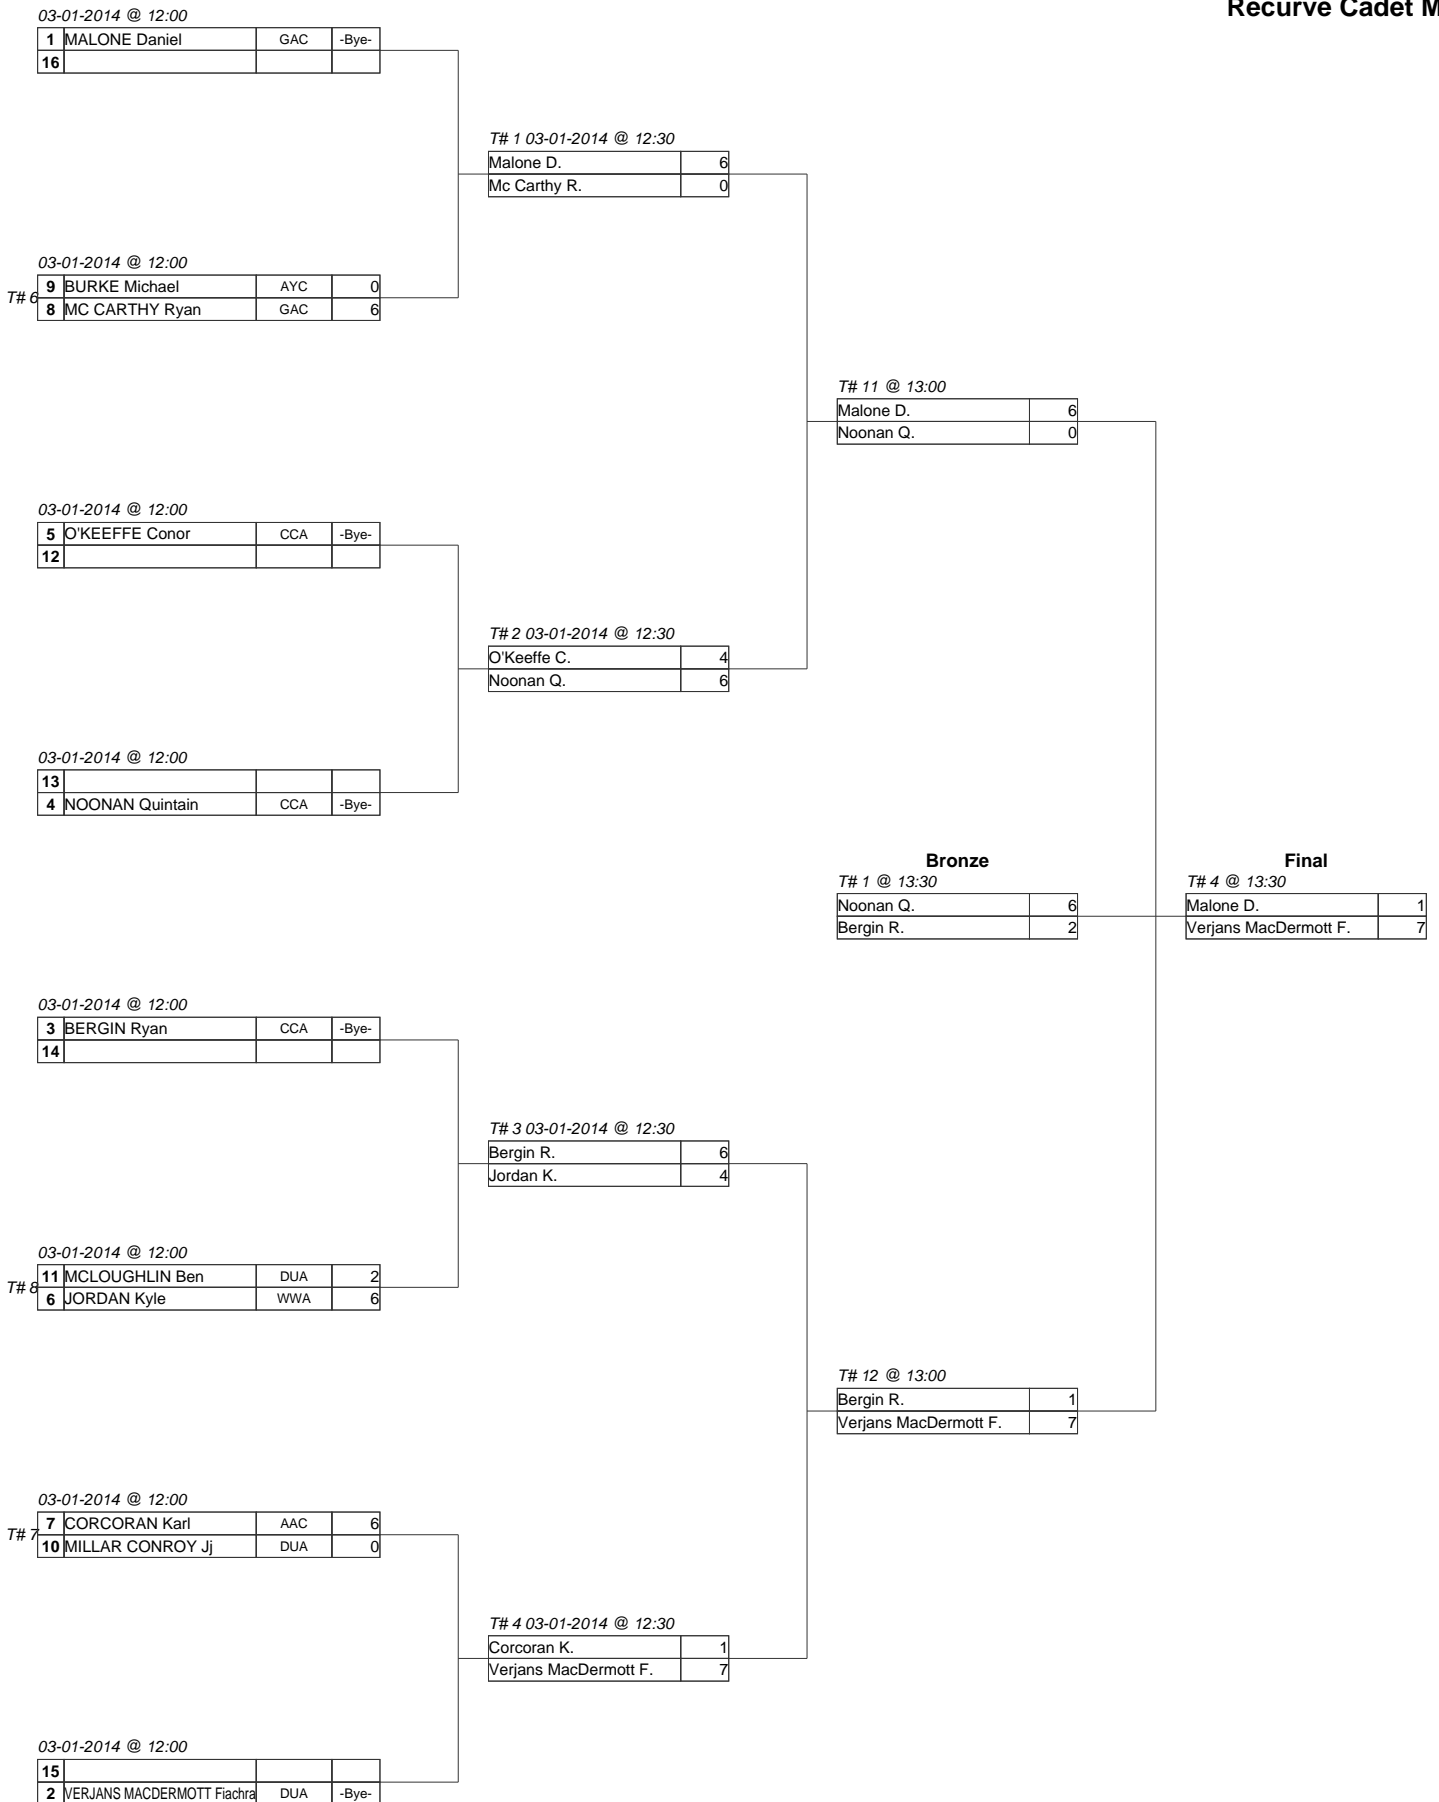 Recurve Cadet M
03-01-2014 @ 12:00
1 MALONE Daniel GAC -Bye-
16
T# 1 03-01-2014 @ 12:30
Malone D. 6
Mc Carthy R. 0
03-01-2014 @ 12:00
T# 6
9 BURKE Michael AYC 0
8 MC CARTHY Ryan GAC 6
T# 11 @ 13:00
Malone D. 6
Noonan Q. 0
03-01-2014 @ 12:00
5 O'KEEFFE Conor CCA -Bye-
12
T# 2 03-01-2014 @ 12:30
O'Keeffe C. 4
Noonan Q. 6
03-01-2014 @ 12:00
13
4 NOONAN Quintain CCA -Bye-
Bronze
T# 1 @ 13:30
Noonan Q. 6
Bergin R. 2
Final
T# 4 @ 13:30
Malone D. 1
Verjans MacDermott F. 7
03-01-2014 @ 12:00
3 BERGIN Ryan CCA -Bye-
14
T# 3 03-01-2014 @ 12:30
Bergin R. 6
Jordan K. 4
03-01-2014 @ 12:00
T# 8
11 MCLOUGHLIN Ben DUA 2
6 JORDAN Kyle WWA 6
T# 12 @ 13:00
Bergin R. 1
Verjans MacDermott F. 7
03-01-2014 @ 12:00
T# 7
7 CORCORAN Karl AAC 6
10 MILLAR CONROY Jj DUA 0
T# 4 03-01-2014 @ 12:30
Corcoran K. 1
Verjans MacDermott F. 7
03-01-2014 @ 12:00
15
2 VERJANS MACDERMOTT Fiachra DUA -Bye-